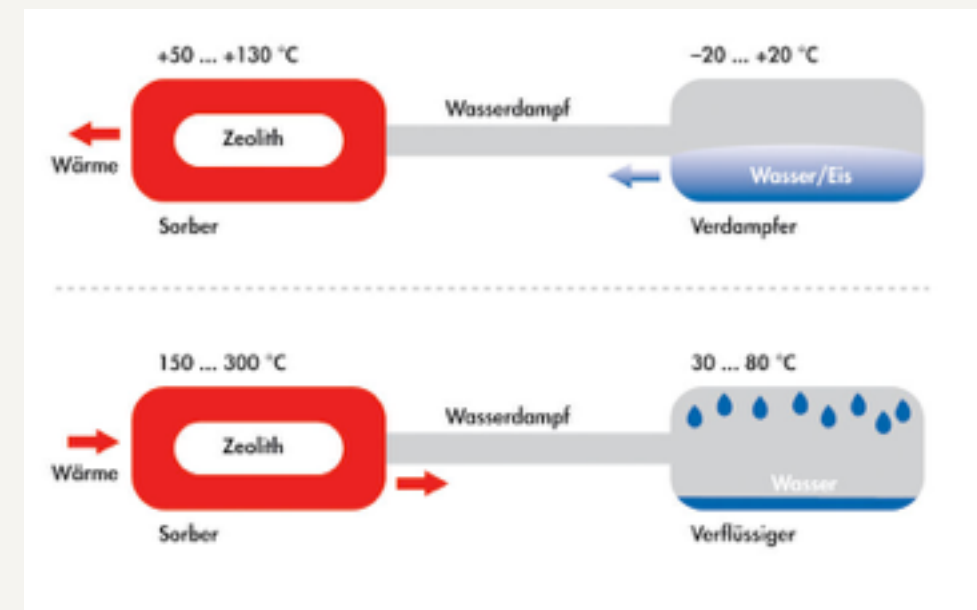 +50 ... +130 °C
-20 ... +20 °C
Wasserdampf
Zeolith
Wärme
Wasser/Eis
Sorber
Verdampfer
150 ... 300 °C
30 ... 80 °C
Wasserdampf
Zeolith
Wärme
Wasser
Sorber
Verflüssiger